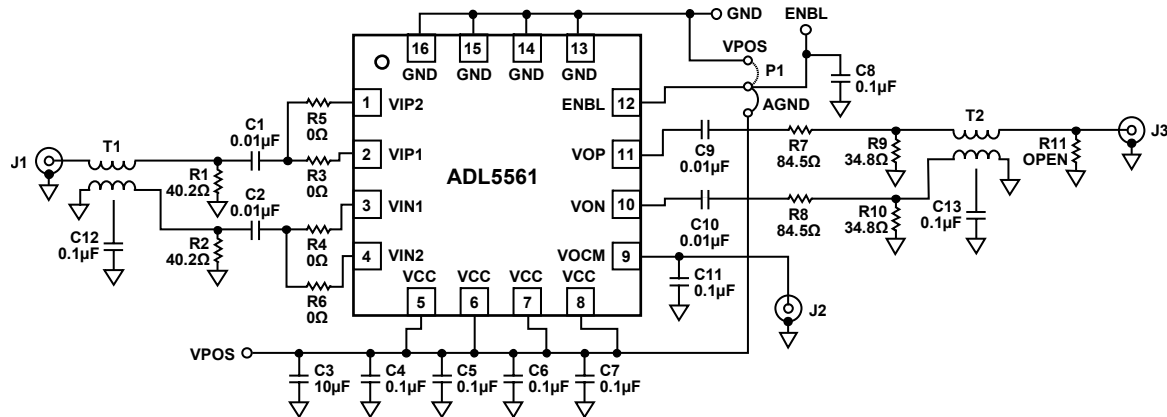 GND
ENBL
16
15
14
13
GND
GND
GND
GND
VPOS
P1
AGND
C8
0.1µF
1
VIP2
ENBL
12
R5
0Ω
C1
0.01µF
T1
J1
R1
40.2Ω
2
VIP1
R3
0Ω
VOP
11
C9
0.01µF
R7
84.5Ω
R9
34.8Ω
T2
R11
OPEN
J3
ADL5561
C2
0.01µF
3
VIN1
R4
0Ω
VON
10
C10
0.01µF
R8
84.5Ω
R10
34.8Ω
C13
0.1µF
C12
0.1µF
R2
40.2Ω
4
VIN2
R6
0Ω
VOCM
9
C11
0.1µF
J2
VCC
VCC
VCC
VCC
5
6
7
8
VPOS
C3
10µF
C4
0.1µF
C5
0.1µF
C6
0.1µF
C7
0.1µF